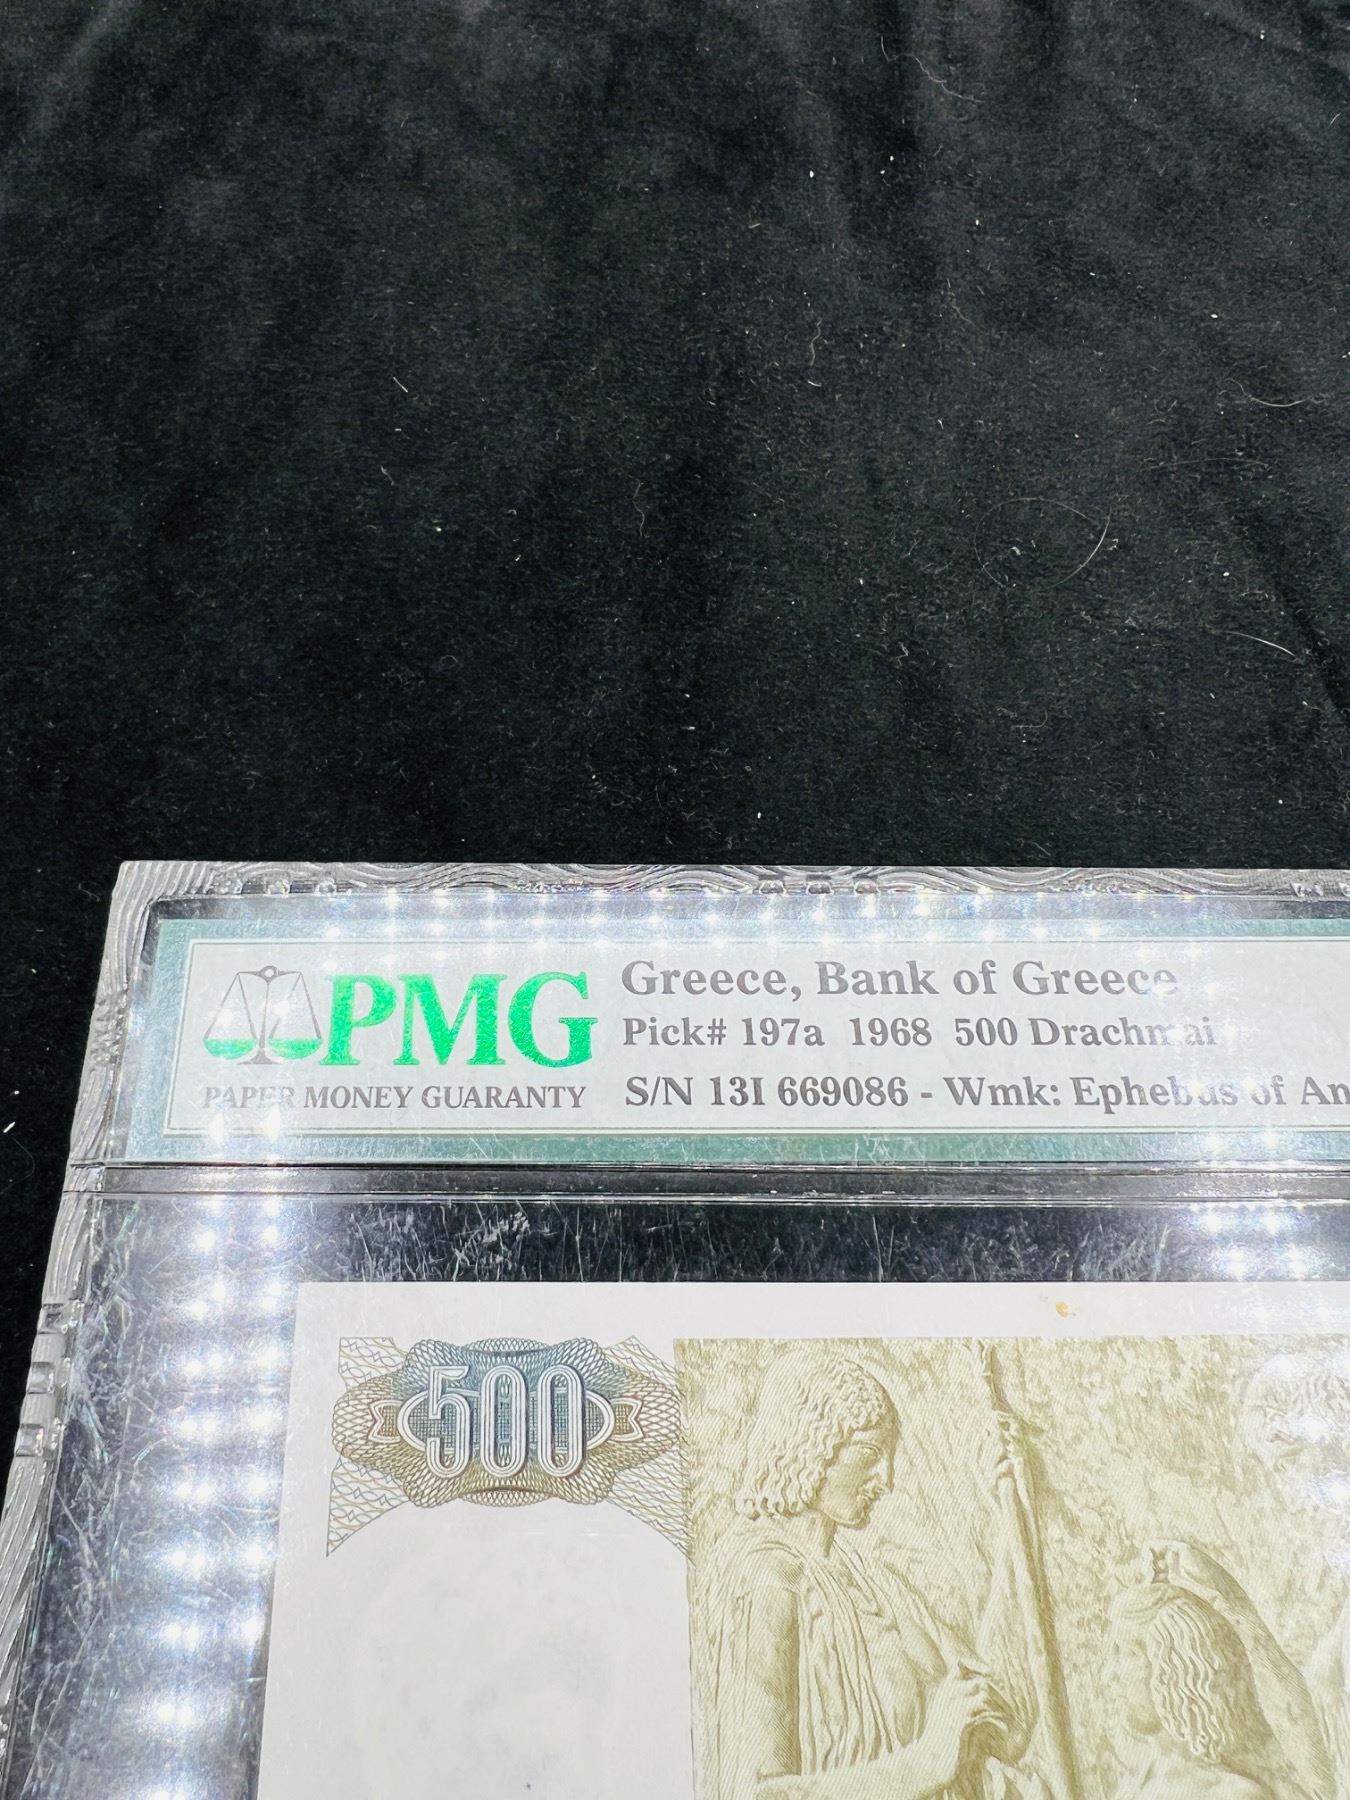 PMG
PAPER MONEY GUARANTY
Greece, Bank of Greece
Pick# 197a 1968 500 Drachmai
S/N 13I 669086 - Wmk: Ephebus of An
500